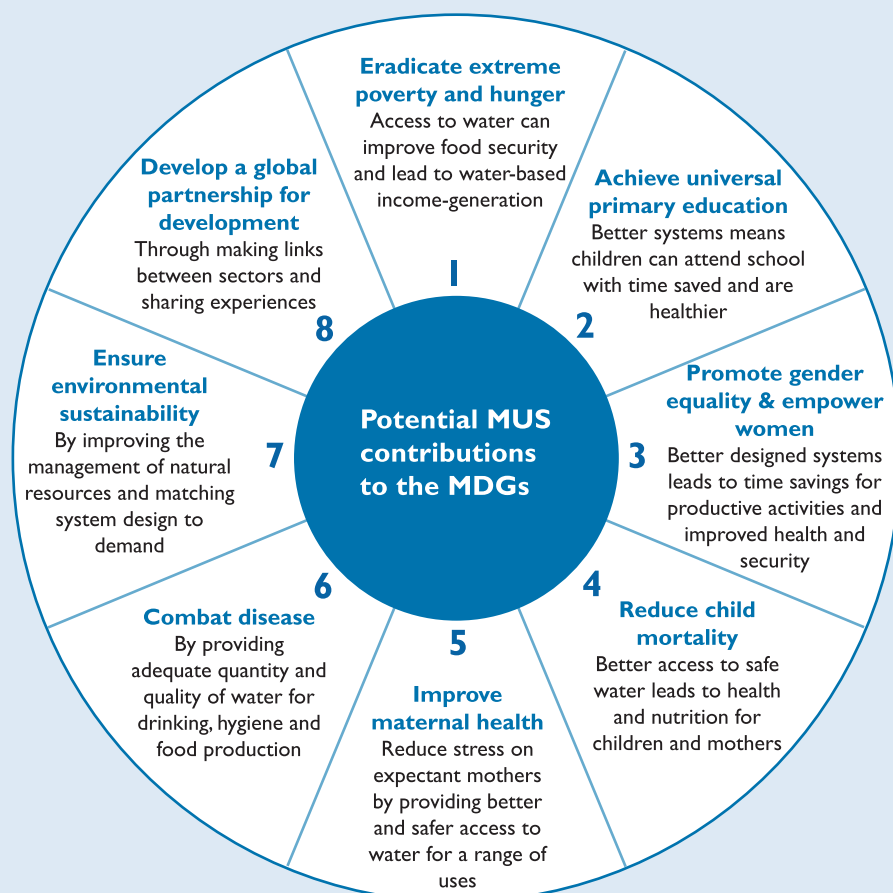 Potential MUS
contributions
to the MDGs
Eradicate extreme
poverty and hunger
Access to water can
improve food security
and lead to water-based
income-generation
1
Achieve universal
primary education
Better systems means
children can attend school
with time saved and are
healthier
2
Promote gender
equality & empower
women
Better designed systems
leads to time savings for
productive activities and
improved health and
security
3
4
Reduce child
mortality
Better access to safe
water leads to health
and nutrition for
children and mothers
5
Improve
maternal health
Reduce stress on
expectant mothers
by providing better
and safer access to
water for a range of
uses
6
Combat disease
By providing
adequate quantity and
quality of water for
drinking, hygiene and
food production
7
Ensure
environmental
sustainability
By improving the
management of natural
resources and matching
system design to
demand
Develop a global
partnership for
development
Through making links
between sectors and
sharing experiences
8